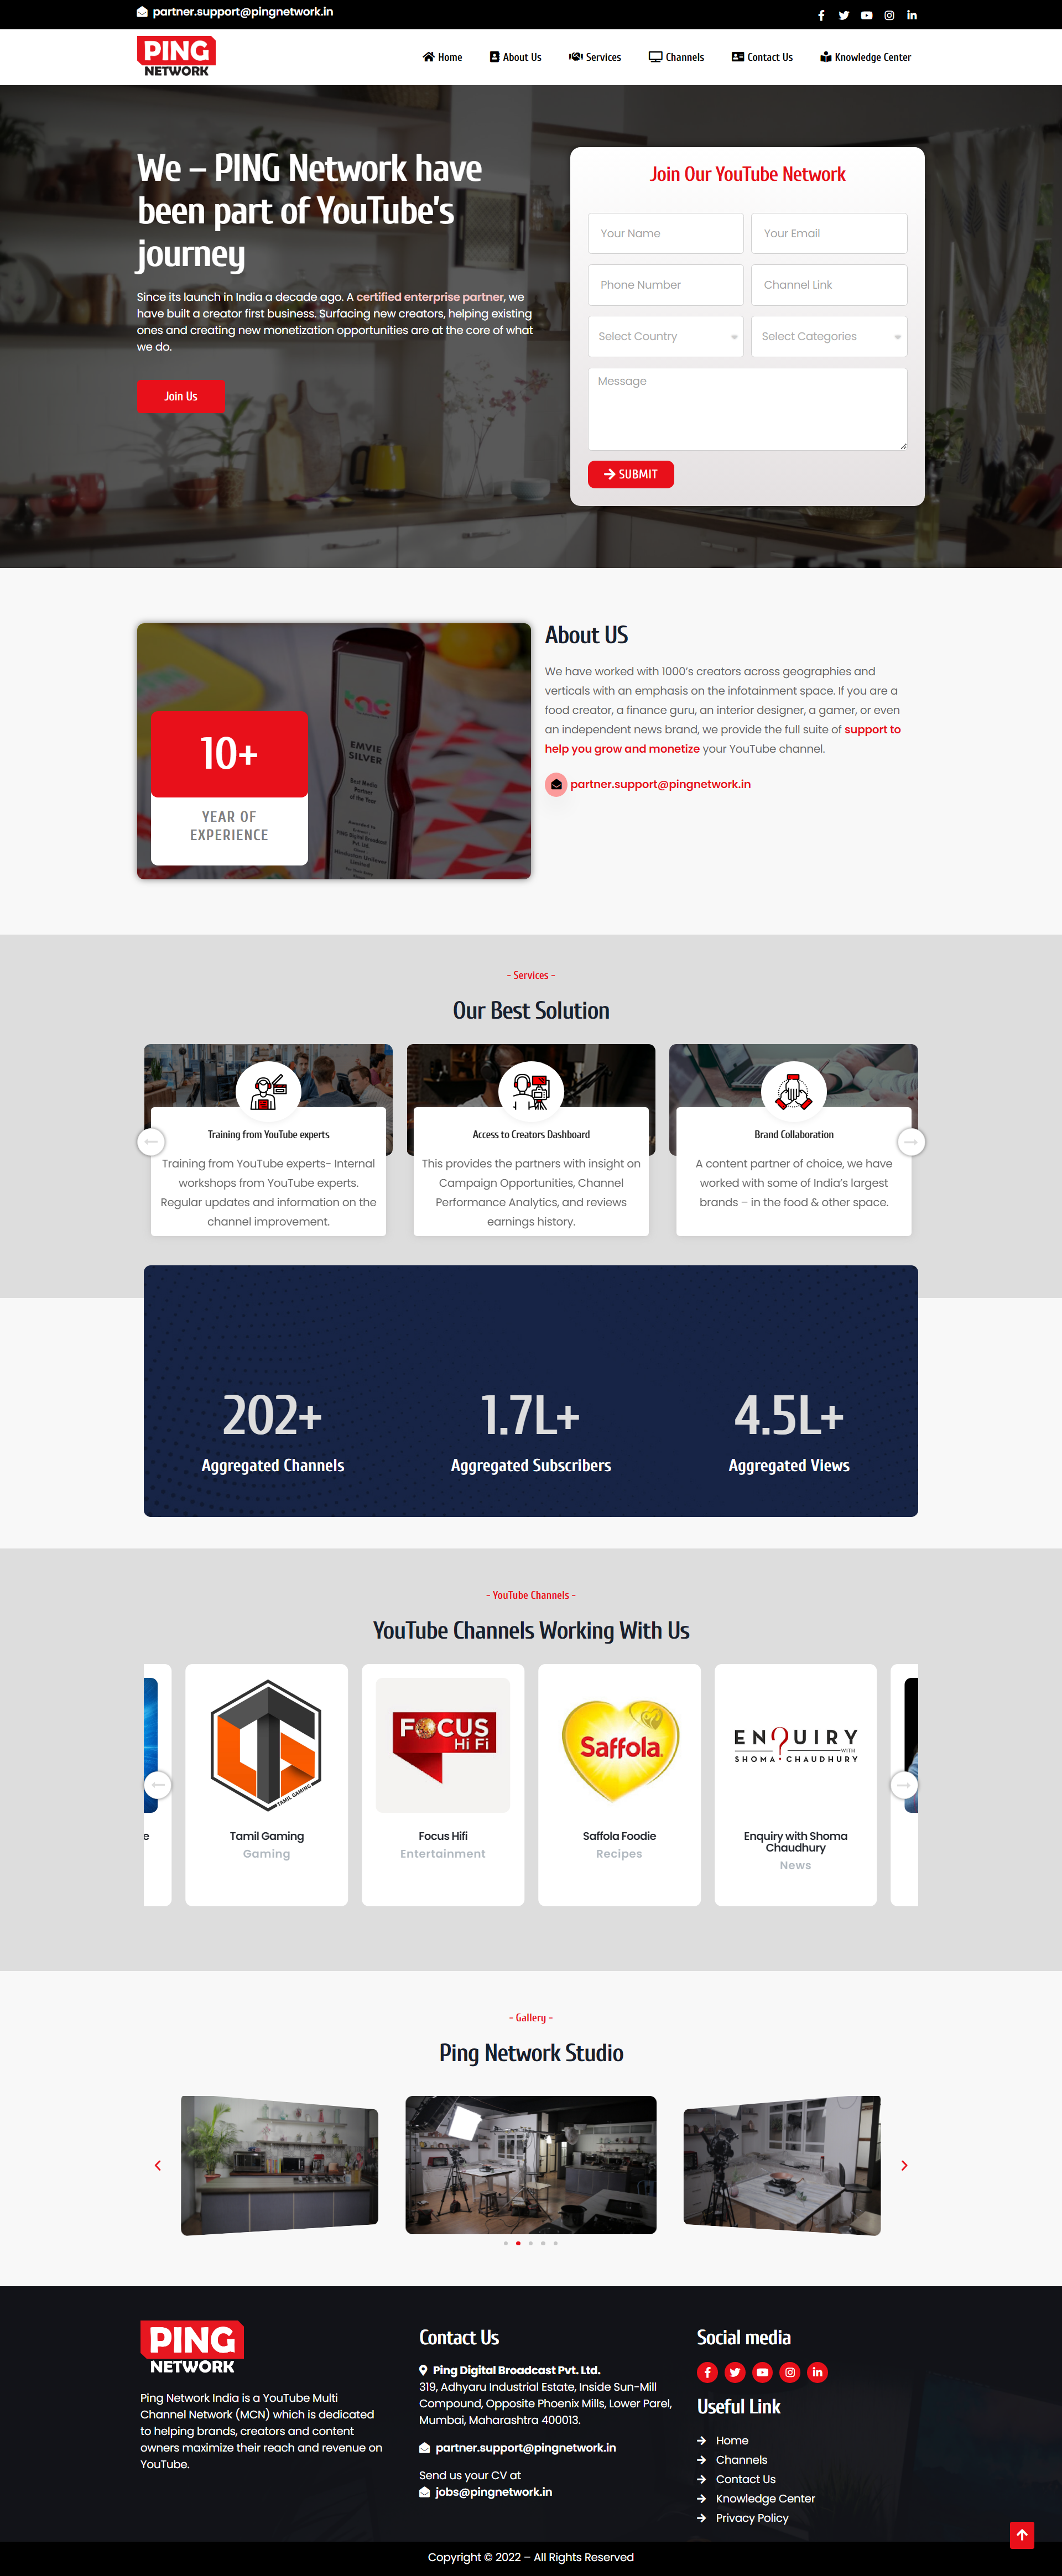 partner.support@pingnetwork.in
PING
NETWORK
Home
About Us
Services
Channels
Contact Us
Knowledge Center
We – PING Network have
been part of YouTube's
journey
Since its launch in India a decade ago. A certified enterprise partner, we
have built a creator first business. Surfacing new creators, helping existing
ones and creating new monetization opportunities are at the core of what
we do.
Join Us
Join Our YouTube Network
Your Name
Your Email
Phone Number
Channel Link
Select Country
Select Categories
Message
SUBMIT
EMVIE
SILVER
Best Media
Partner
of the Year
10+
YEAR OF
EXPERIENCE
About US
We have worked with 1000's creators across geographies and
verticals with an emphasis on the infotainment space. If you are a
food creator, a finance guru, an interior designer, a gamer, or even
an independent news brand, we provide the full suite of support to
help you grow and monetize your YouTube channel.
partner.support@pingnetwork.in
- Services -
Our Best Solution
Training from YouTube experts
Training from YouTube experts- Internal
workshops from YouTube experts.
Regular updates and information on the
channel improvement.
Access to Creators Dashboard
This provides the partners with insight on
Campaign Opportunities, Channel
Performance Analytics, and reviews
earnings history.
Brand Collaboration
A content partner of choice, we have
worked with some of India's largest
brands – in the food & other space.
202+
Aggregated Channels
1.7L+
Aggregated Subscribers
4.5L+
Aggregated Views
- YouTube Channels -
YouTube Channels Working With Us
e
TAMIL GAMING
Tamil Gaming
Gaming
FOCUS
Hi Fi
Focus Hifi
Entertainment
Saffola
Saffola Foodie
Recipes
ENQUIRY
WITH
SHOMA CHAUDHURY
Enquiry with Shoma
Chaudhury
News
- Gallery -
Ping Network Studio
PING
NETWORK
Ping Network India is a YouTube Multi
Channel Network (MCN) which is dedicated
to helping brands, creators and content
owners maximize their reach and revenue on
YouTube.
Contact Us
Ping Digital Broadcast Pvt. Ltd.
319, Adhyaru Industrial Estate, Inside Sun-Mill
Compound, Opposite Phoenix Mills, Lower Parel,
Mumbai, Maharashtra 400013.
partner.support@pingnetwork.in
Send us your CV at
jobs@pingnetwork.in
Social media
Useful Link
Home
Channels
Contact Us
Knowledge Center
Privacy Policy
Copyright © 2022 – All Rights Reserved